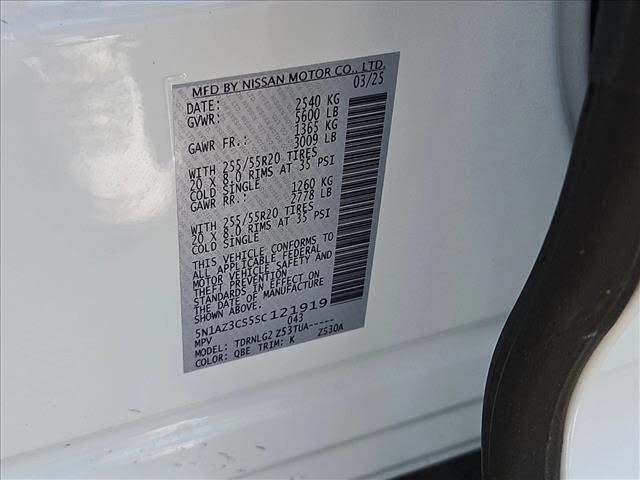 MFD BY NISSAN MOTOR CO., LTD.
03/25
DATE: 2540 KG
GVWR: 5600 LB
1365 KG
GAWR FR.: 3009 LB
WITH 255/55R20 TIRES
20 X 8.0 RIMS AT 35 PSI
COLD SINGLE 1260 KG
GAWR RR.: 2778 LB
WITH 255/55R20 TIRES
20 X 8.0 RIMS AT 35 PSI
COLD SINGLE
THIS VEHICLE CONFORMS TO
ALL APPLICABLE FEDERAL
MOTOR VEHICLE SAFETY AND
THEFT PREVENTION
STANDARDS IN EFFECT ON
THE DATE OF MANUFACTURE
SHOWN ABOVE.
5N1AZ3CS5SC121919
MPV 043
MODEL: TDRNLG2 Z53TUA-----
COLOR: QBE TRIM: K Z530A